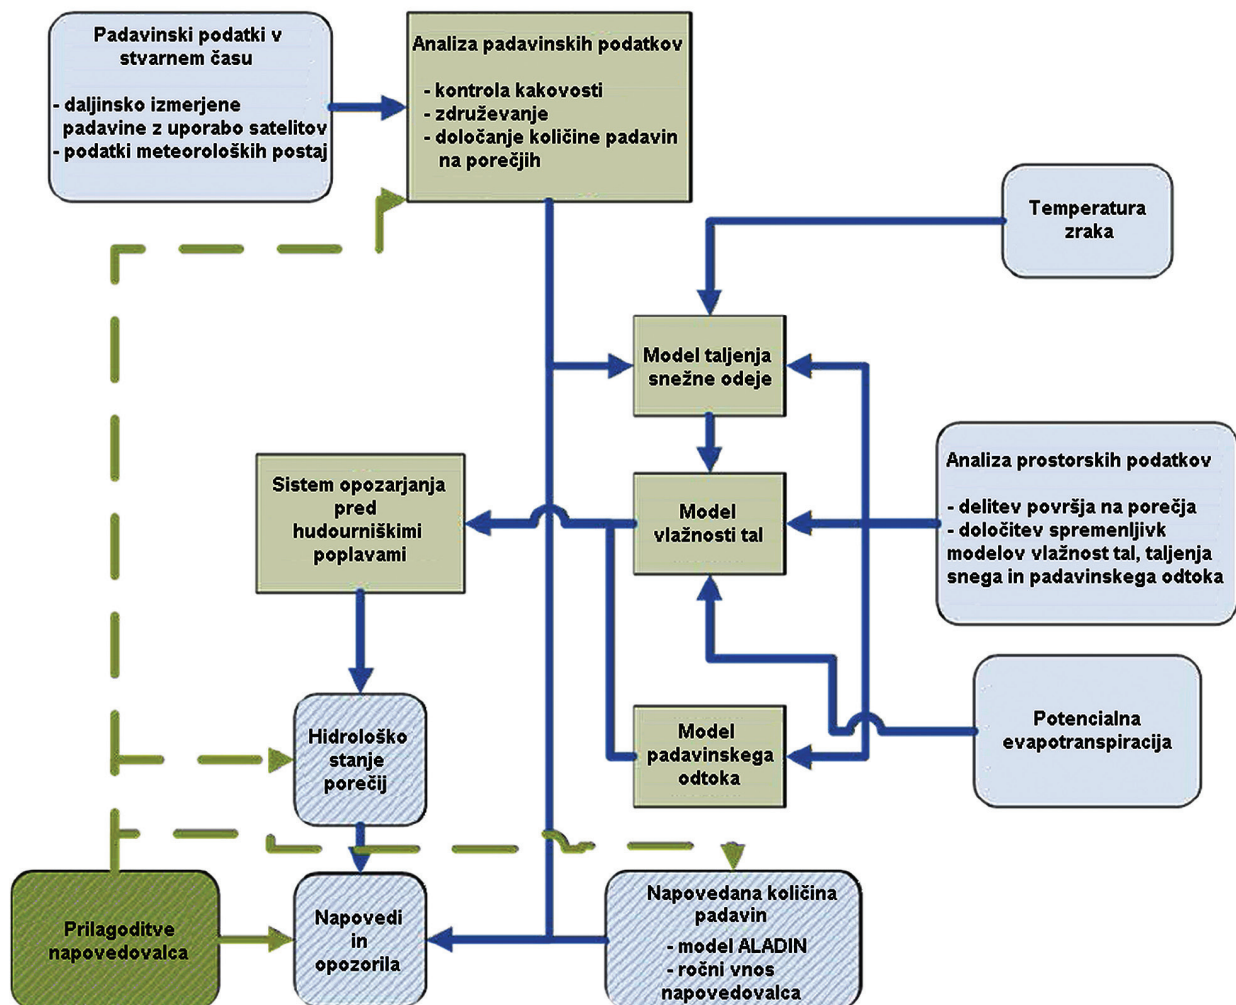 Padavinski podatki v
stvarnem času
- daljinsko izmerjene
padavine z uporabo satelitov
- podatki meteoroloških postaj
Analiza padavinskih podatkov
- kontrola kakovosti
- združevanje
- določanje količine padavin
na porečjih
Temperatura
zraka
Model taljenja
snežne odeje
Analiza prostorskih podatkov
- delitev površja na porečja
- določitev spremenljivk
modelov vlažnost tal, taljenja
snega in padavinskega odtoka
Sistem opozarjanja
pred
hudourniškimi
poplavami
Model
vlažnosti tal
Hidrološko
stanje
porečij
Model
padavinskega
odtoka
Potencialna
evapotranspiracija
Prilagoditve
napovedovalca
Napovedi
in
opozorila
Napovedana količina
padavin
- model ALADIN
- ročni vnos
napovedovalca